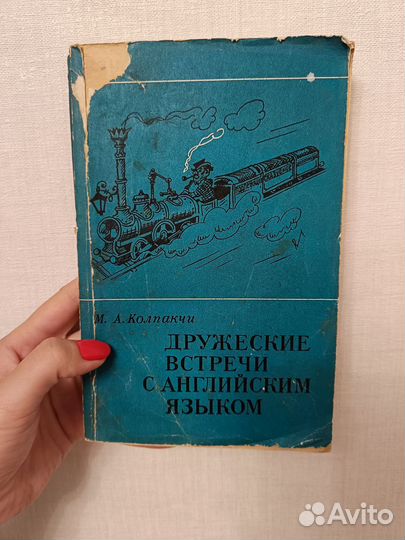 М. А. Колпакчи
ДРУЖЕСКИЕ
ВСТРЕЧИ
С АНГЛИЙСКИМ
ЯЗЫКОМ
Avito